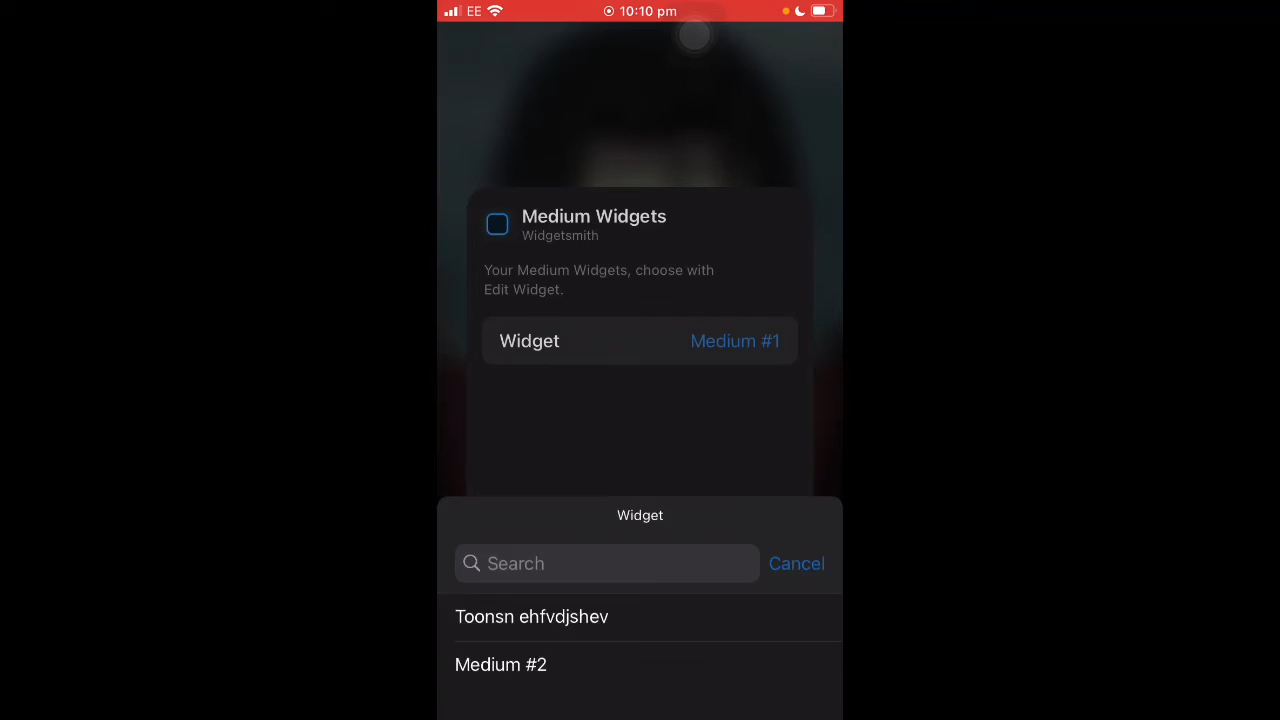 EE 10:10 pm
Medium Widgets
Widgetsmith
Your Medium Widgets, choose with
Edit Widget.
Widget Medium #1
Widget
Search Cancel
Toonsn ehfvdjshev
Medium #2